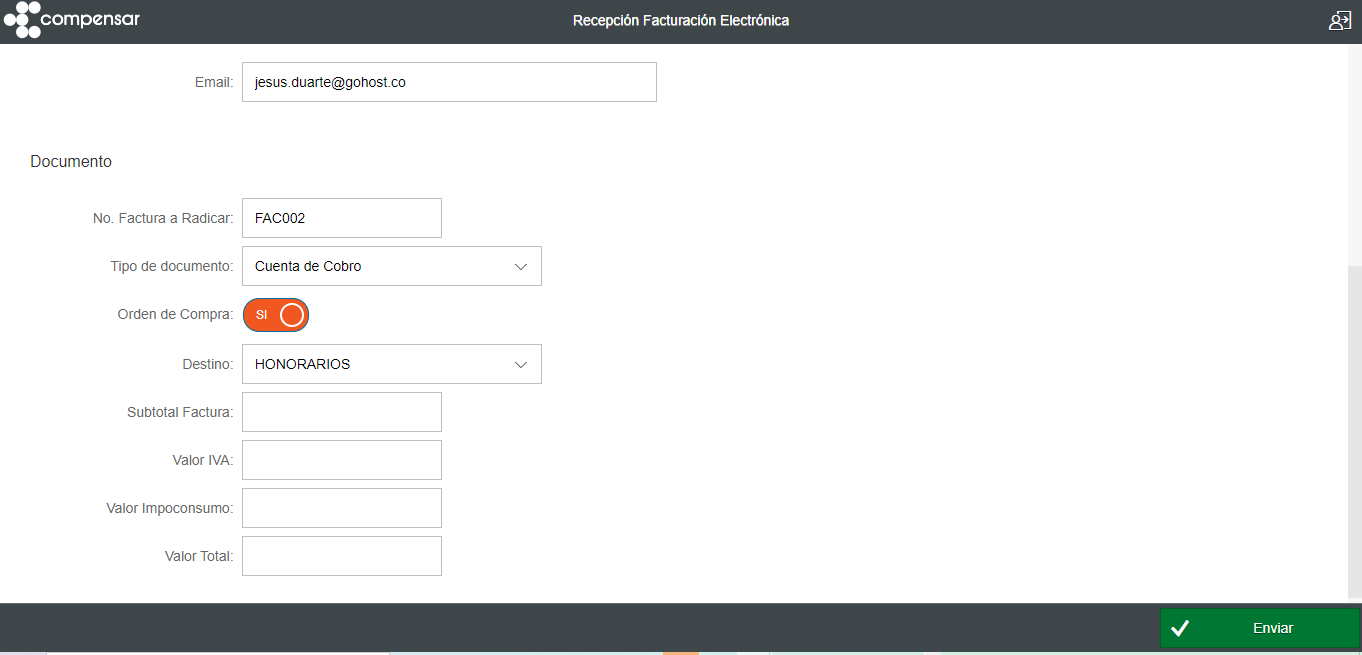 compensar
Recepción Facturación Electrónica
Email: jesus.duarte@gohost.co
Documento
No. Factura a Radicar: FAC002
Tipo de documento: Cuenta de Cobro
Orden de Compra: SI
Destino: HONORARIOS
Subtotal Factura:
Valor IVA:
Valor Impoconsumo:
Valor Total:
Enviar